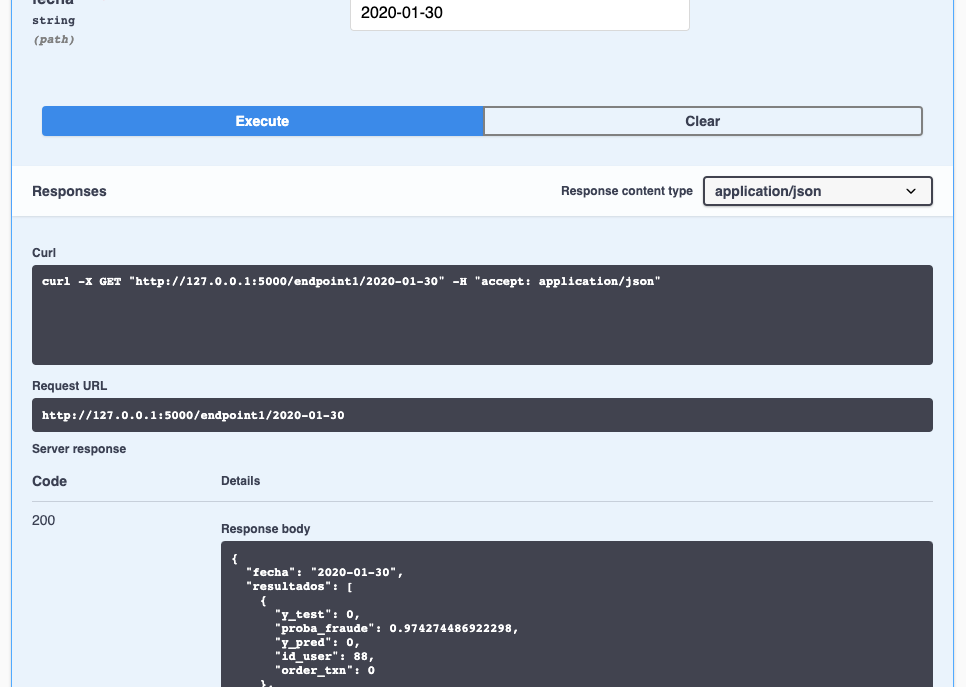 fecha
string
(path)
2020-01-30
Execute
Clear
Responses
Response content type
application/json
Curl
curl -X GET "http://127.0.0.1:5000/endpoint1/2020-01-30" -H "accept: application/json"
Request URL
http://127.0.0.1:5000/endpoint1/2020-01-30
Server response
Code
Details
200
Response body
{
"fecha": "2020-01-30",
"resultados": [
{
"y_test": 0,
"proba_fraude": 0.974274486922298,
"y_pred": 0,
"id_user": 88,
"order_txn": 0
},